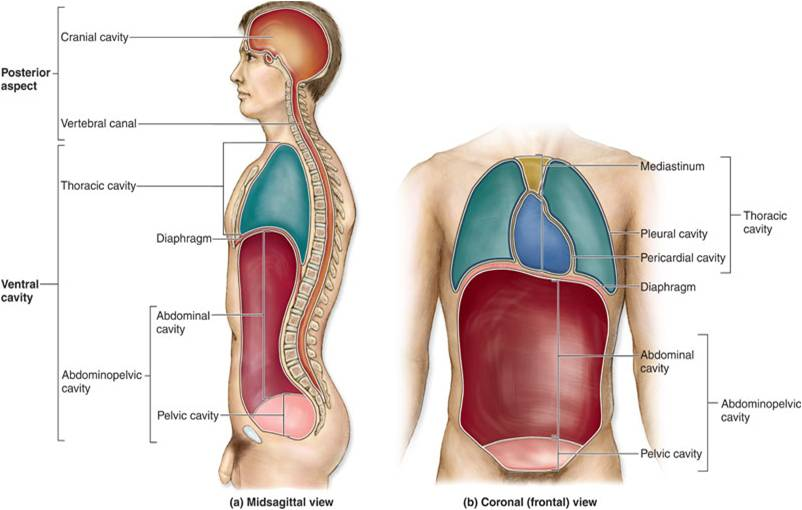 Cranial cavity
Posterior
aspect
Vertebral canal
Thoracic cavity
Diaphragm
Ventral
cavity
Abdominal
cavity
Abdominopelvic
cavity
Pelvic cavity
(a) Midsagittal view
Mediastinum
Thoracic
cavity
Pleural cavity
Pericardial cavity
Diaphragm
Abdominal
cavity
Abdominopelvic
cavity
Pelvic cavity
(b) Coronal (frontal) view